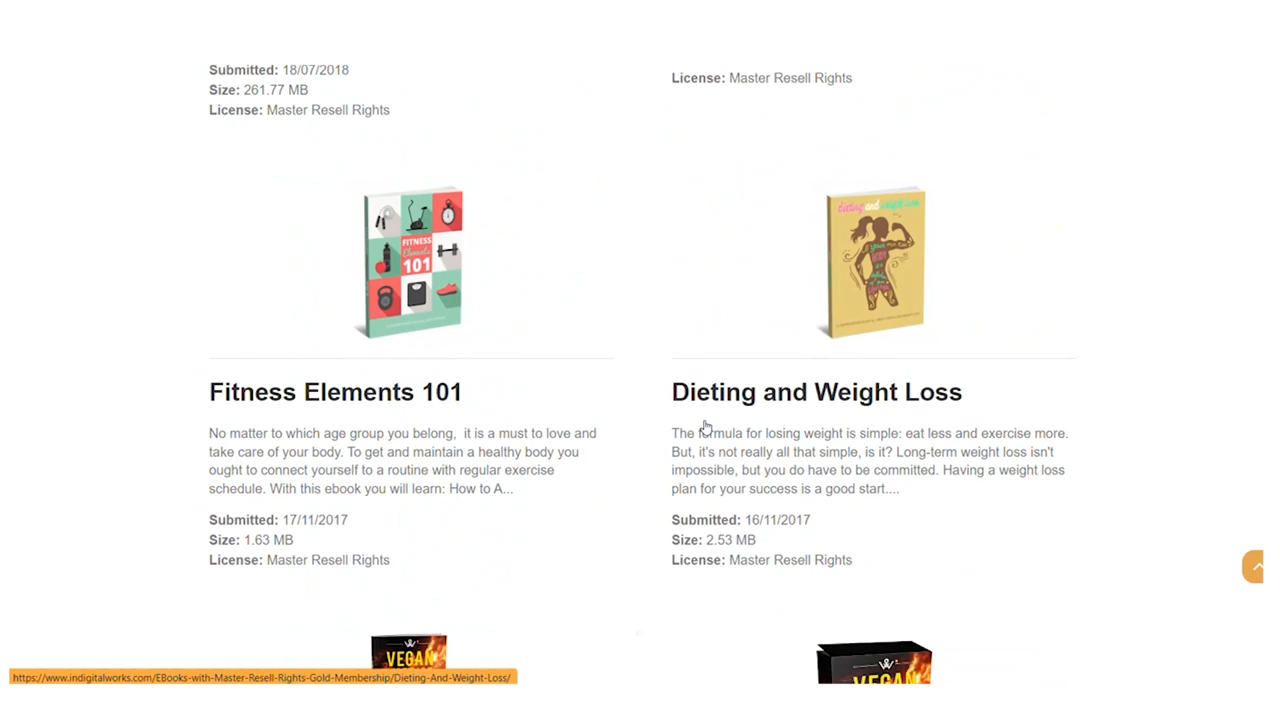 Submitted: 18/07/2018
Size: 261.77 MB
License: Master Resell Rights
License: Master Resell Rights
FITNESS
Elements
101
dieting and weight loss
Fitness Elements 101
No matter to which age group you belong,  it is a must to love and
take care of your body. To get and maintain a healthy body you
ought to connect yourself to a routine with regular exercise
schedule. With this ebook you will learn: How to A...
Submitted: 17/11/2017
Size: 1.63 MB
License: Master Resell Rights
Dieting and Weight Loss
The formula for losing weight is simple: eat less and exercise more.
But, it's not really all that simple, is it? Long-term weight loss isn't
impossible, but you do have to be committed. Having a weight loss
plan for your success is a good start....
Submitted: 16/11/2017
Size: 2.53 MB
License: Master Resell Rights
VEGAN
VEGAN
https://www.indigitalworks.com/EBooks-with-Master-Resell-Rights-Gold-Membership/Dieting-And-Weight-Loss/